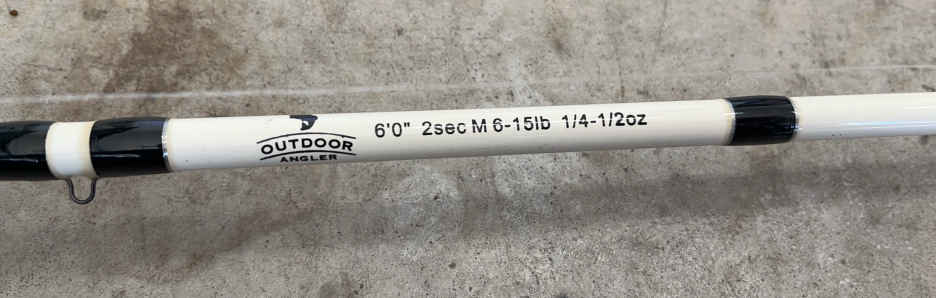 OUTDOOR
ANGLER
6'0" 2sec M 6-15lb 1/4-1/2oz